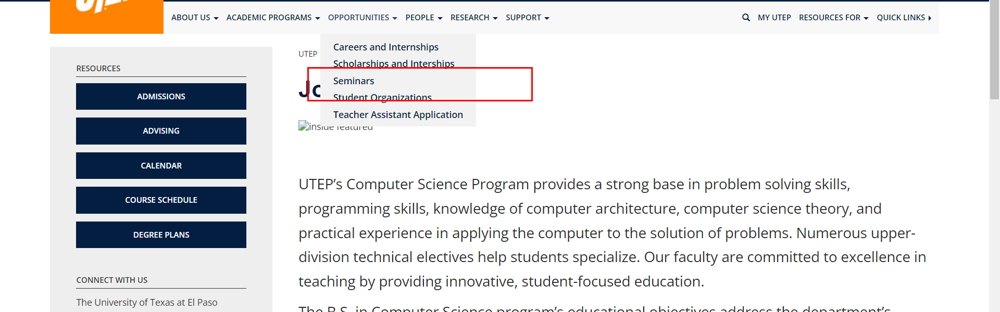 ABOUT US ACADEMIC PROGRAMS OPPORTUNITIES PEOPLE RESEARCH SUPPORT MY UTEP RESOURCES FOR QUICK LINKS
Careers and Internships
Scholarships and Interships
Seminars
Student Organizations
Teacher Assistant Application
RESOURCES
ADMISSIONS
ADVISING
CALENDAR
COURSE SCHEDULE
DEGREE PLANS
CONNECT WITH US
The University of Texas at El Paso
UTEP
inside featured
UTEP’s Computer Science Program provides a strong base in problem solving skills,
programming skills, knowledge of computer architecture, computer science theory, and
practical experience in applying the computer to the solution of problems. Numerous upper-
division technical electives help students specialize. Our faculty are committed to excellence in
teaching by providing innovative, student-focused education.
The B.S. in Computer Science program’s educational objectives address the department’s